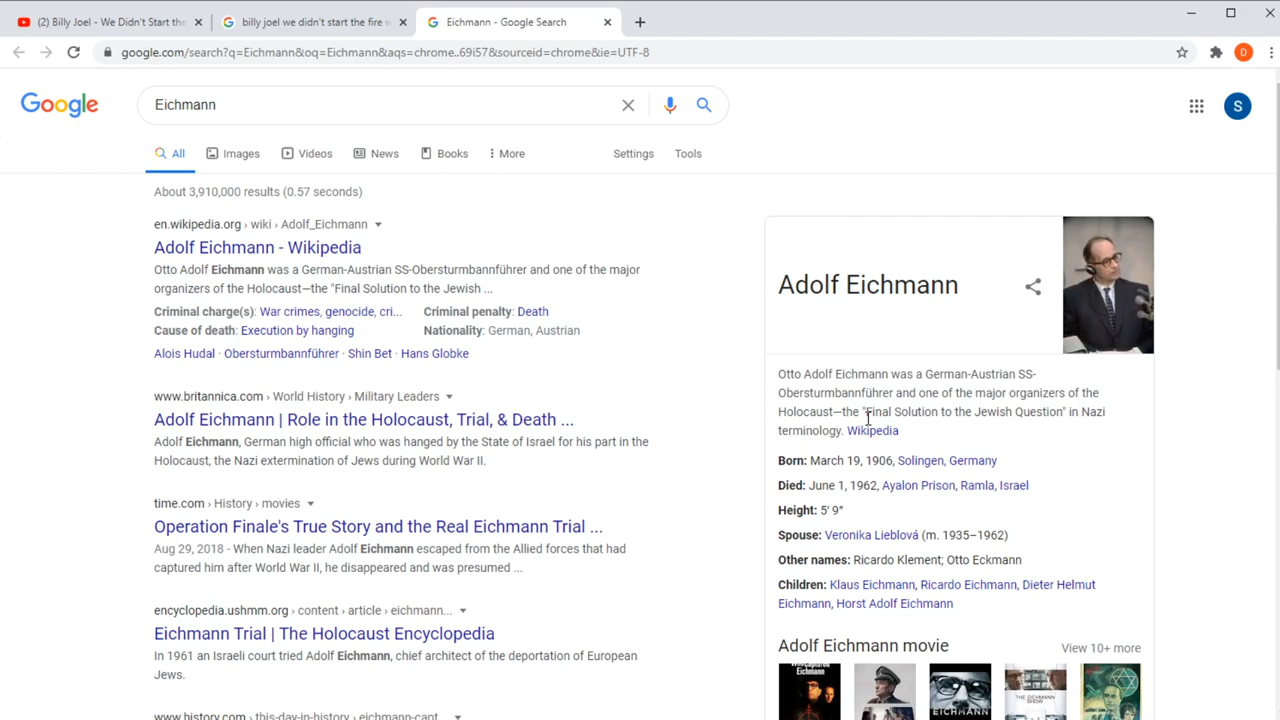 (2) Billy Joel - We Didn't Start the
billy joel we didn't start the fire w
Eichmann - Google Search
google.com/search?q=Eichmann&oq=Eichmann&aqs=chrome..69i57&sourceid=chrome&ie=UTF-8
D
Google
Eichmann
S
All
Images
Videos
News
Books
More
Settings
Tools
About 3,910,000 results (0.57 seconds)
en.wikipedia.org › wiki › Adolf_Eichmann
Adolf Eichmann - Wikipedia
Otto Adolf Eichmann was a German-Austrian SS-Obersturmbannführer and one of the major
organizers of the Holocaust—the "Final Solution to the Jewish ...
Criminal charge(s): War crimes, genocide, cri... Criminal penalty: Death
Cause of death: Execution by hanging Nationality: German, Austrian
Alois Hudal · Obersturmbannführer · Shin Bet · Hans Globke
www.britannica.com › World History › Military Leaders
Adolf Eichmann | Role in the Holocaust, Trial, & Death ...
Adolf Eichmann, German high official who was hanged by the State of Israel for his part in the
Holocaust, the Nazi extermination of Jews during World War II.
time.com › History › movies
Operation Finale's True Story and the Real Eichmann Trial ...
Aug 29, 2018 - When Nazi leader Adolf Eichmann escaped from the Allied forces that had
captured him after World War II, he disappeared and was presumed ...
encyclopedia.ushmm.org › content › article › eichmann...
Eichmann Trial | The Holocaust Encyclopedia
In 1961 an Israeli court tried Adolf Eichmann, chief architect of the deportation of European
Jews.
www.history.com › this-day-in-history › eichmann-capt...
Adolf Eichmann
Otto Adolf Eichmann was a German-Austrian SS-
Obersturmbannführer and one of the major organizers of the
Holocaust—the "Final Solution to the Jewish Question" in Nazi
terminology. Wikipedia
Born: March 19, 1906, Solingen, Germany
Died: June 1, 1962, Ayalon Prison, Ramla, Israel
Height: 5′ 9″
Spouse: Veronika Lieblová (m. 1935–1962)
Other names: Ricardo Klement; Otto Eckmann
Children: Klaus Eichmann, Ricardo Eichmann, Dieter Helmut
Eichmann, Horst Adolf Eichmann
Adolf Eichmann movie
View 10+ more
EICHMANN
THE EICHMANN
SHOW